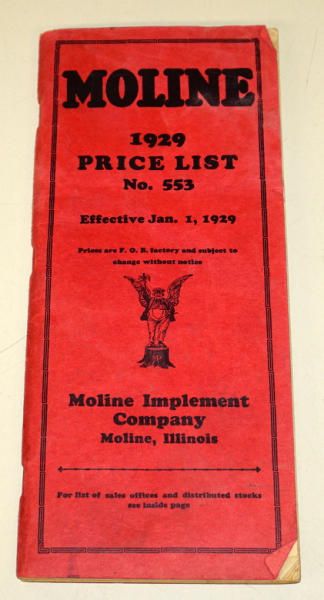 MOLINE
1929
PRICE LIST
No. 553
Effective Jan. 1, 1929
Prices are F. O. B. factory and subject to
change without notice
Moline Implement
Company
Moline, Illinois
For list of sales offices and distributed stocks
see inside page